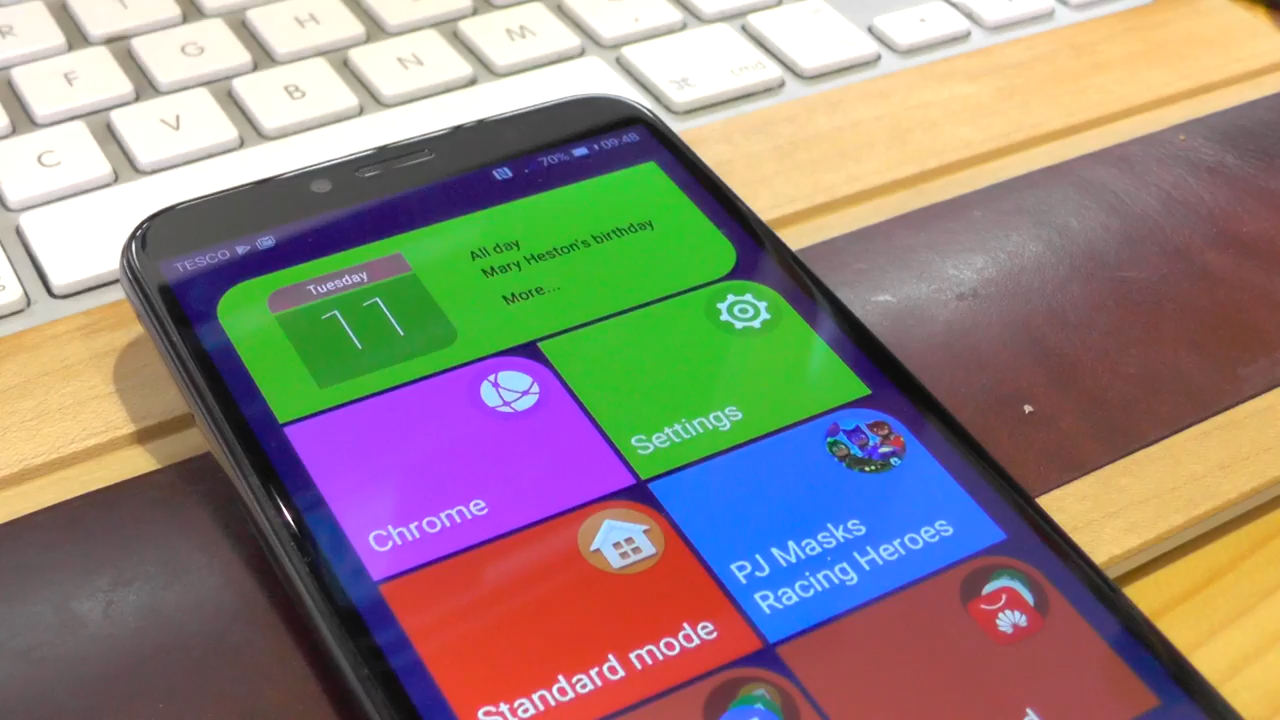 R
T
F
G
H
C
V
B
N
M
⌘ cmd
TESCO
70%
09:48
Tuesday
11
All day
Mary Heston's birthday
More...
Settings
Chrome
PJ Masks
Racing Heroes
Standard mode